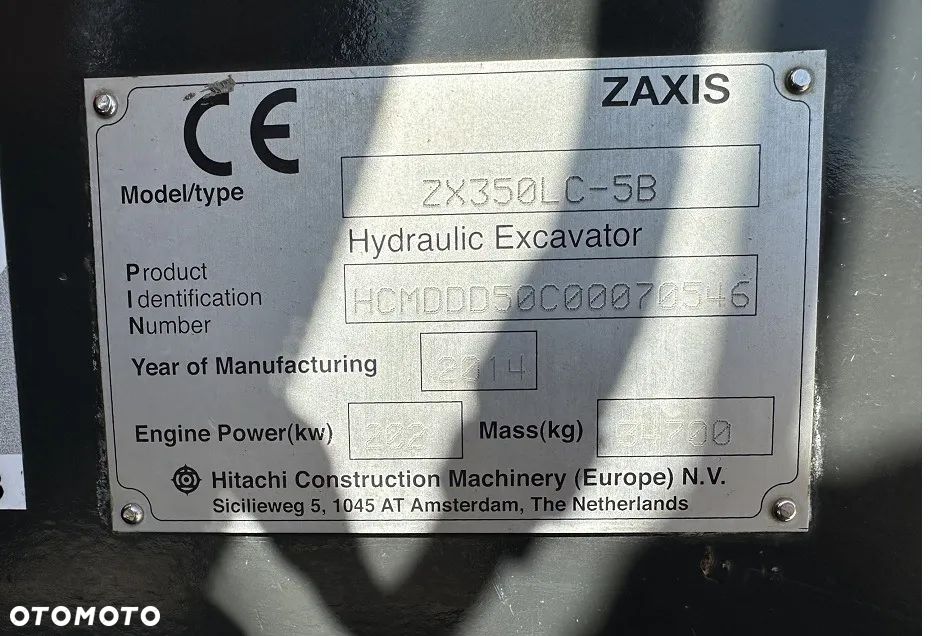 CE
ZAXIS
Model/type ZX350LC-5B
Hydraulic Excavator
Product
Identification HCMDDD50C00070546
Number
Year of Manufacturing 2014
Engine Power(kw) 202 Mass(kg) 34700
Hitachi Construction Machinery (Europe) N.V.
Sicilieweg 5, 1045 AT Amsterdam, The Netherlands
OTOMOTO